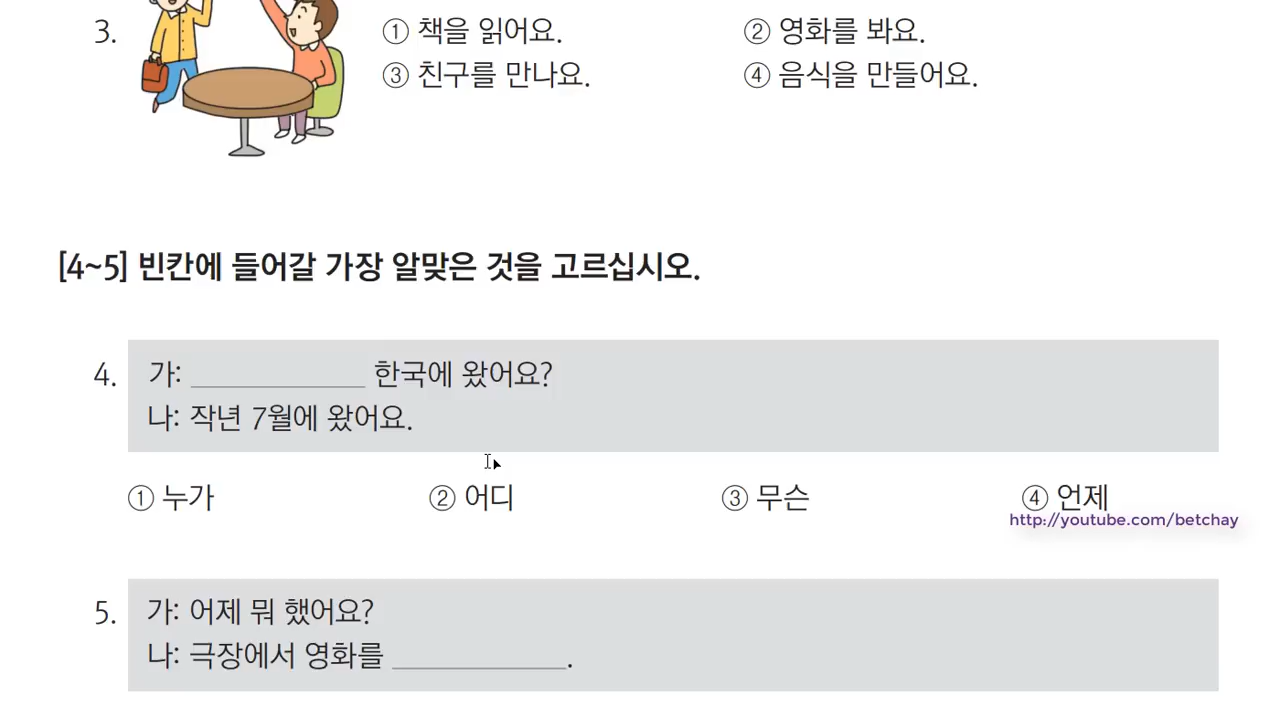 3.
① 책을 읽어요. ② 영화를 봐요.
③ 친구를 만나요. ④ 음식을 만들어요.
[4~5] 빈칸에 들어갈 가장 알맞은 것을 고르십시오.
4. 가: ____________ 한국에 왔어요?
나: 작년 7월에 왔어요.
① 누가 ② 어디 ③ 무슨 ④ 언제
http://youtube.com/betchay
5. 가: 어제 뭐 했어요?
나: 극장에서 영화를 ____________.